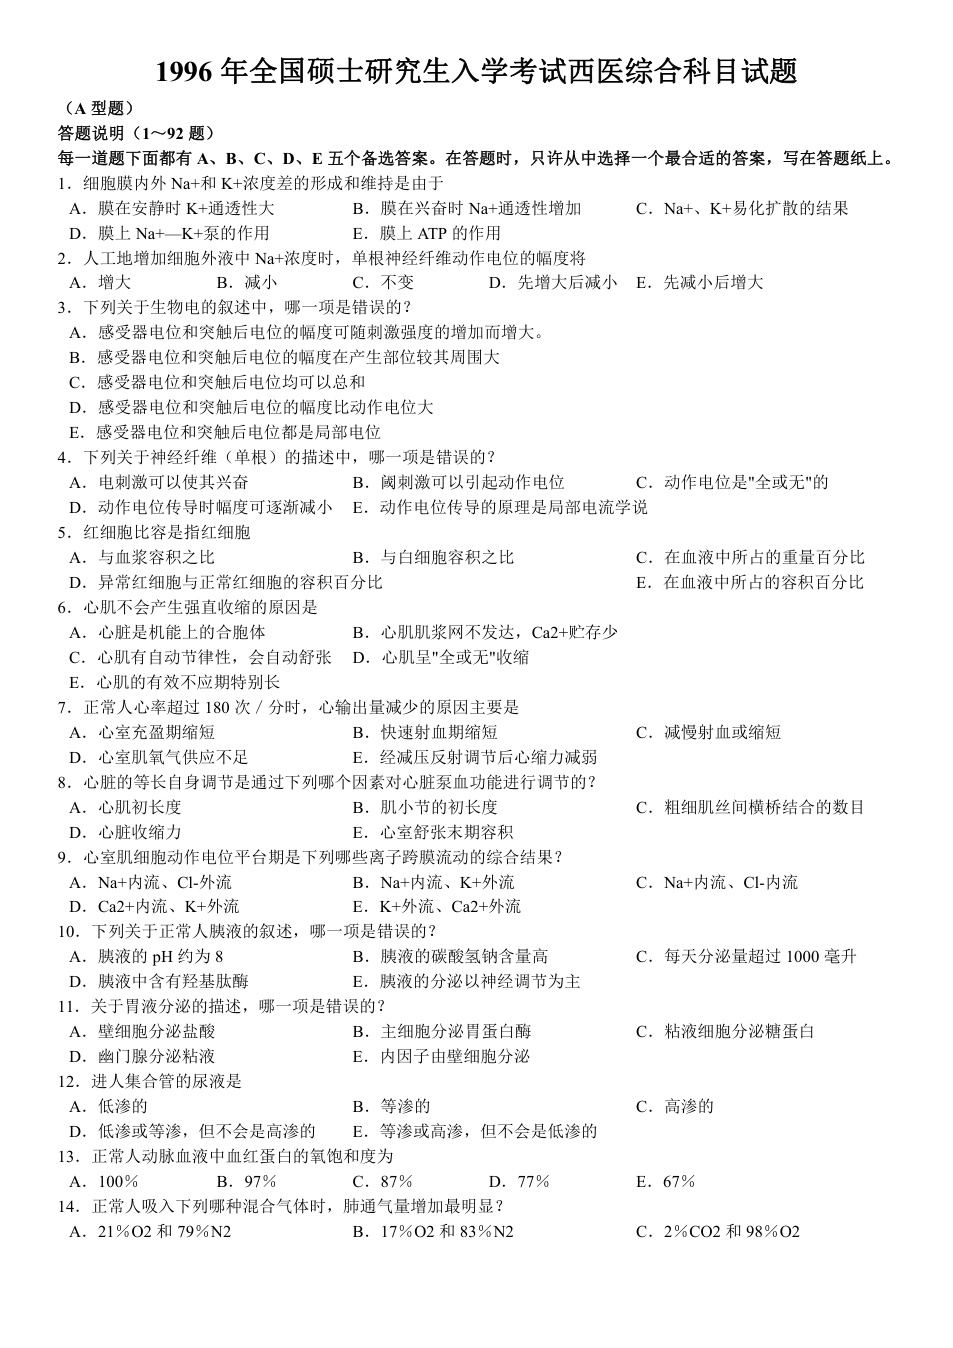 1996 年全国硕士研究生入学考试西医综合科目试题
（A 型题）
答题说明（1～92 题）
每一道题下面都有 A、B、C、D、E 五个备选答案。在答题时，只许从中选择一个最合适的答案，写在答题纸上。
1．细胞膜内外 Na+和 K+浓度差的形成和维持是由于
A．膜在安静时 K+通透性大 B．膜在兴奋时 Na+通透性增加 C．Na+、K+易化扩散的结果
D．膜上 Na+—K+泵的作用 E．膜上 ATP 的作用
2．人工地增加细胞外液中 Na+浓度时，单根神经纤维动作电位的幅度将
A．增大 B．减小 C．不变 D．先增大后减小 E．先减小后增大
3．下列关于生物电的叙述中，哪一项是错误的？
A．感受器电位和突触后电位的幅度可随刺激强度的增加而增大。
B．感受器电位和突触后电位的幅度在产生部位较其周围大
C．感受器电位和突触后电位均可以总和
D．感受器电位和突触后电位的幅度比动作电位大
E．感受器电位和突触后电位都是局部电位
4．下列关于神经纤维（单根）的描述中，哪一项是错误的？
A．电刺激可以使其兴奋 B．阈刺激可以引起动作电位 C．动作电位是"全或无"的
D．动作电位传导时幅度可逐渐减小 E．动作电位传导的原理是局部电流学说
5．红细胞比容是指红细胞
A．与血浆容积之比 B．与白细胞容积之比 C．在血液中所占的重量百分比
D．异常红细胞与正常红细胞的容积百分比 E．在血液中所占的容积百分比
6．心肌不会产生强直收缩的原因是
A．心脏是机能上的合胞体 B．心肌肌浆网不发达，Ca2+贮存少
C．心肌有自动节律性，会自动舒张 D．心肌呈"全或无"收缩
E．心肌的有效不应期特别长
7．正常人心率超过 180 次／分时，心输出量减少的原因主要是
A．心室充盈期缩短 B．快速射血期缩短 C．减慢射血或缩短
D．心室肌氧气供应不足 E．经减压反射调节后心缩力减弱
8．心脏的等长自身调节是通过下列哪个因素对心脏泵血功能进行调节的？
A．心肌初长度 B．肌小节的初长度 C．粗细肌丝间横桥结合的数目
D．心脏收缩力 E．心室舒张末期容积
9．心室肌细胞动作电位平台期是下列哪些离子跨膜流动的综合结果？
A．Na+内流、Cl-外流 B．Na+内流、K+外流 C．Na+内流、Cl-内流
D．Ca2+内流、K+外流 E．K+外流、Ca2+外流
10．下列关于正常人胰液的叙述，哪一项是错误的？
A．胰液的 pH 约为 8 B．胰液的碳酸氢钠含量高 C．每天分泌量超过 1000 毫升
D．胰液中含有羟基肽酶 E．胰液的分泌以神经调节为主
11．关于胃液分泌的描述，哪一项是错误的？
A．壁细胞分泌盐酸 B．主细胞分泌胃蛋白酶 C．粘液细胞分泌糖蛋白
D．幽门腺分泌粘液 E．内因子由壁细胞分泌
12．进人集合管的尿液是
A．低渗的 B．等渗的 C．高渗的
D．低渗或等渗，但不会是高渗的 E．等渗或高渗，但不会是低渗的
13．正常人动脉血液中血红蛋白的氧饱和度为
A．100％ B．97％ C．87％ D．77％ E．67％
14．正常人吸入下列哪种混合气体时，肺通气量增加最明显？
A．21％O2 和 79％N2 B．17％O2 和 83％N2 C．2％CO2 和 98％O2